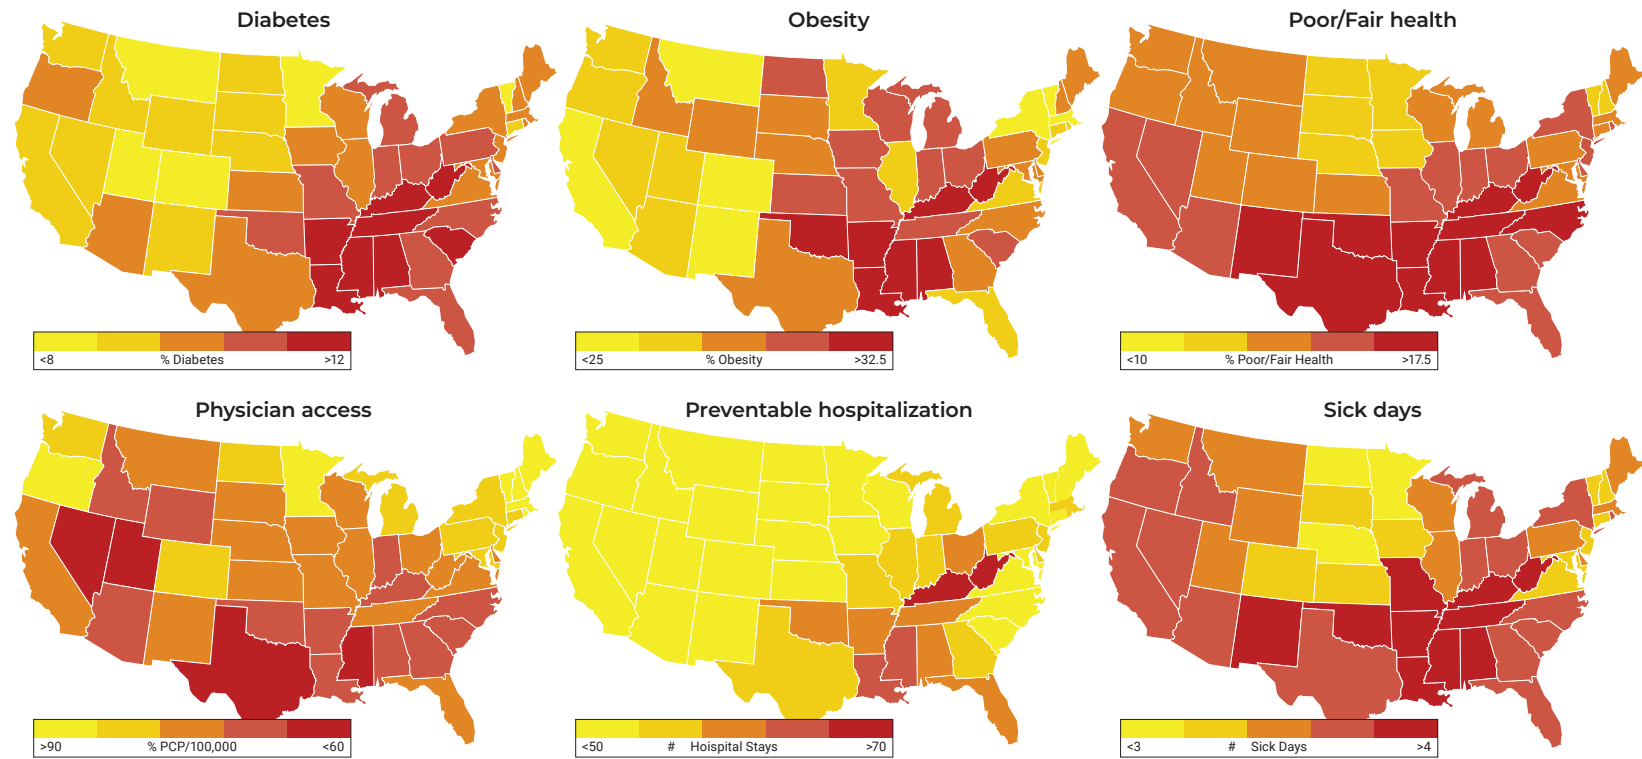 Diabetes
Obesity
Poor/Fair health
<8 % Diabetes >12
<25 % Obesity >32.5
<10 % Poor/Fair Health >17.5
Physician access
Preventable hospitalization
Sick days
>90 % PCP/100,000 <60
<50 # Hoispital Stays >70
<3 # Sick Days >4